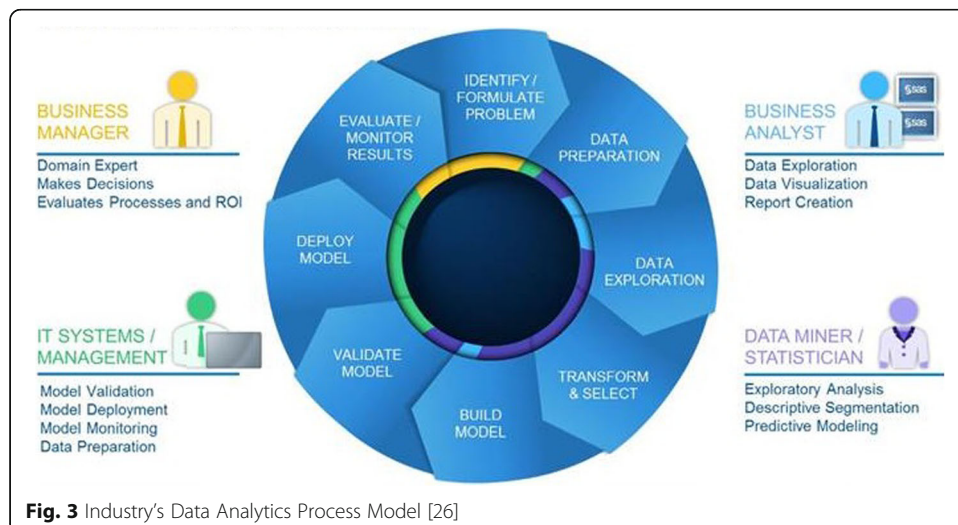 BUSINESS
MANAGER
Domain Expert
Makes Decisions
Evaluates Processes and ROI
IDENTIFY /
FORMULATE
PROBLEM
DATA
PREPARATION
DATA
EXPLORATION
TRANSFORM
& SELECT
BUILD
MODEL
VALIDATE
MODEL
DEPLOY
MODEL
EVALUATE /
MONITOR
RESULTS
BUSINESS
ANALYST
sas
sas
Data Exploration
Data Visualization
Report Creation
IT SYSTEMS /
MANAGEMENT
Model Validation
Model Deployment
Model Monitoring
Data Preparation
DATA MINER /
STATISTICIAN
Exploratory Analysis
Descriptive Segmentation
Predictive Modeling
Fig. 3 Industry's Data Analytics Process Model [26]